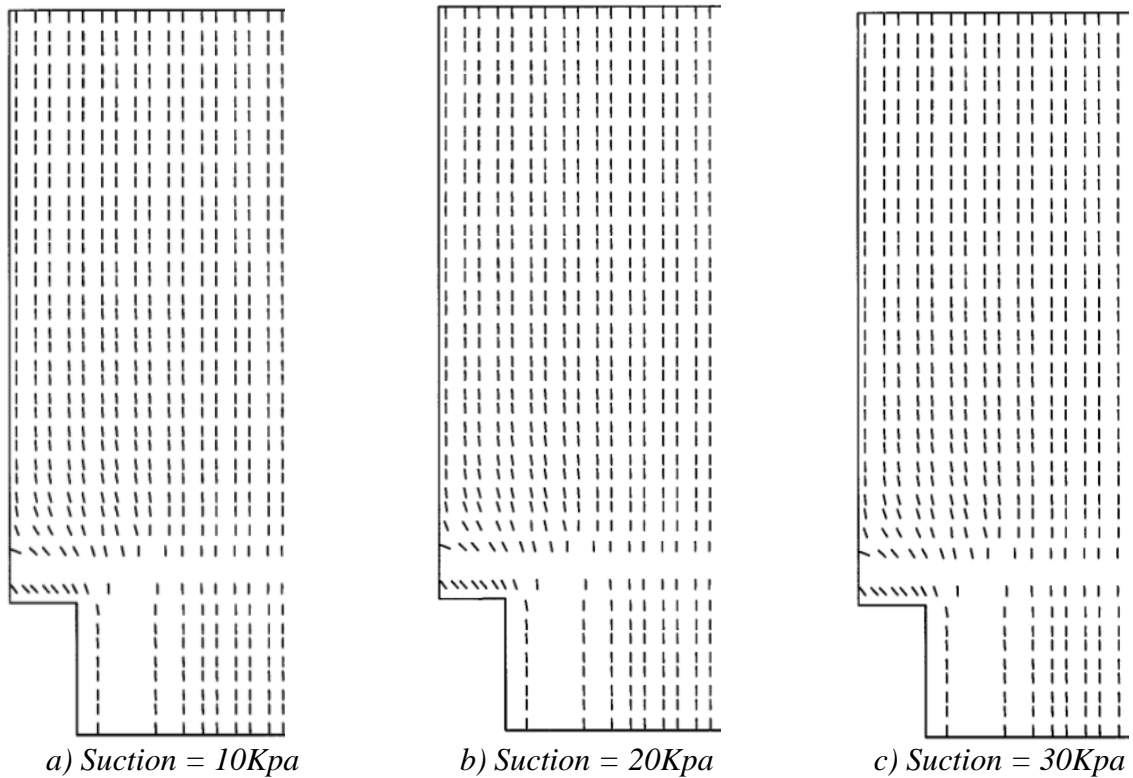 a) Suction = 10Kpa
b) Suction = 20Kpa
c) Suction = 30Kpa